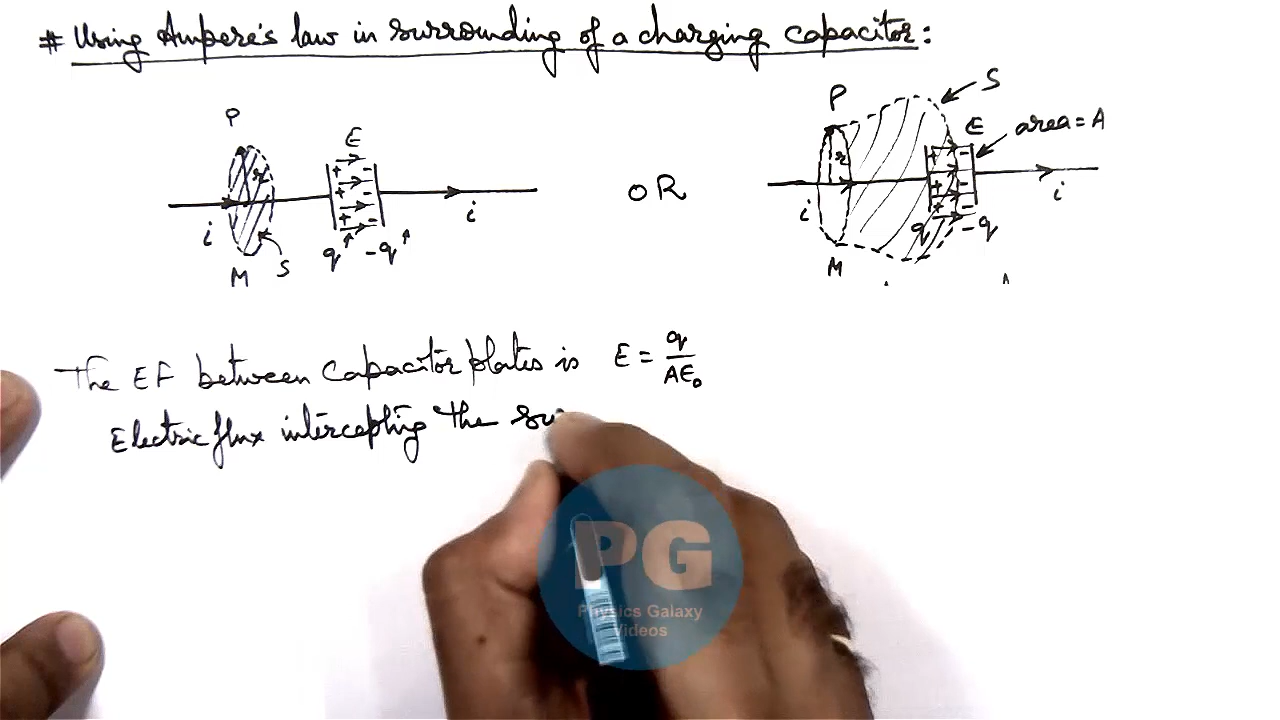 # Using Ampere's law in surrounding of a charging capacitor:
P
E
r
+ -
+ -
+ -
+ -
i
i
q↑ -q↑
M
S
OR
P
S
E
area = A
r
+ -
+ -
+ -
i
i
q -q
M
The EF between capacitor plates is E = q/Aε₀
Electric flux intercepting the su
PG
Physics Galaxy
Videos